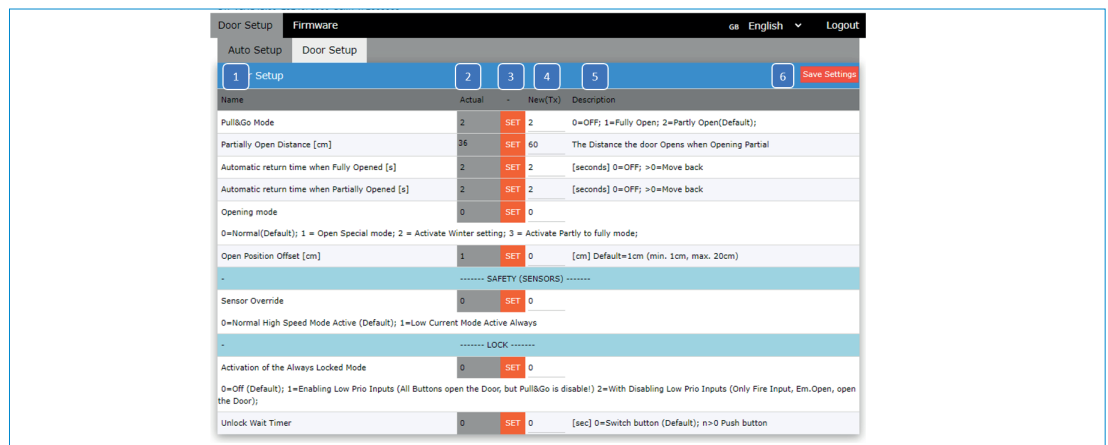 Door Setup Firmware GB English Logout
Auto Setup Door Setup
1 Setup 2 3 4 5 6 Save Settings
Name Actual - New(Tx) Description
Pull&Go Mode 2 SET 2 0=OFF; 1=Fully Open; 2=Partly Open(Default);
Partially Open Distance [cm] 36 SET 60 The Distance the door Opens when Opening Partial
Automatic return time when Fully Opened [s] 2 SET 2 [seconds] 0=OFF; >0=Move back
Automatic return time when Partially Opened [s] 2 SET 2 [seconds] 0=OFF; >0=Move back
Opening mode 0 SET 0
0=Normal(Default); 1 = Open Special mode; 2 = Activate Winter setting; 3 = Activate Partly to fully mode;
Open Position Offset [cm] 1 SET 0 [cm] Default=1cm (min. 1cm, max. 20cm)
- ------- SAFETY (SENSORS) -------
Sensor Override 0 SET 0
0=Normal High Speed Mode Active (Default); 1=Low Current Mode Active Always
- ------- LOCK -------
Activation of the Always Locked Mode 0 SET 0
0=Off (Default); 1=Enabling Low Prio Inputs (All Buttons open the Door, but Pull&Go is disable!) 2=With Disabling Low Prio Inputs (Only Fire Input, Em.Open, open
the Door);
Unlock Wait Timer 0 SET 0 [sec] 0=Switch button (Default); n>0 Push button